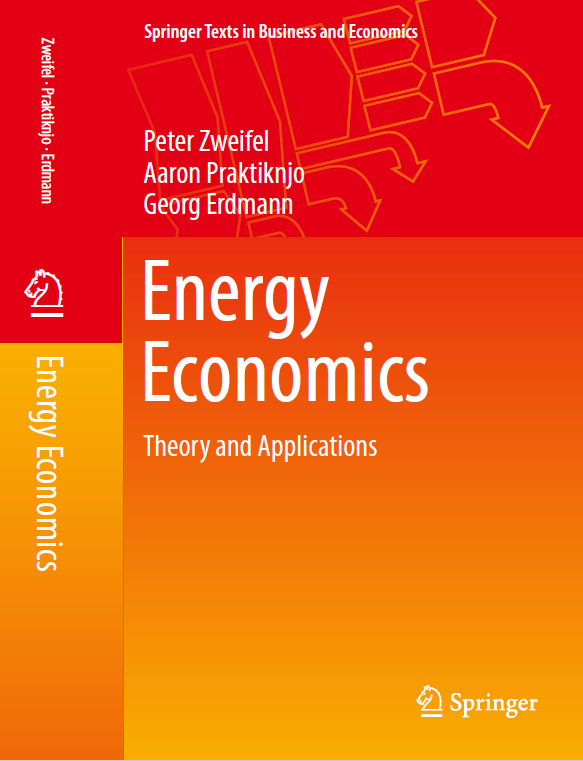 Zweifel · Praktiknjo · Erdmann
Energy Economics
Springer Texts in Business and Economics
Peter Zweifel
Aaron Praktiknjo
Georg Erdmann
Energy
Economics
Theory and Applications
Springer